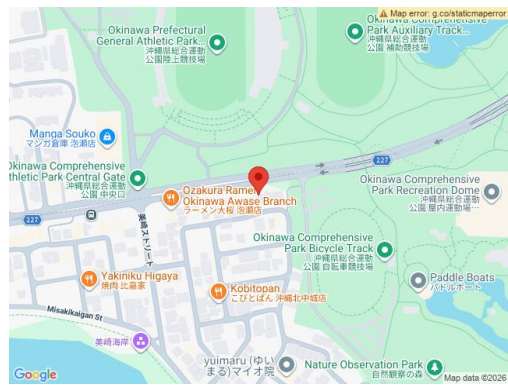 Map error: g.co/staticmaperror
Okinawa Prefectural
General Athletic Park...
沖縄県総合運動
公園陸上競技場
Okinawa Comprehensive
Park Auxiliary Track...
沖縄県総合運動
公園 補助競技場
Manga Souko
マンガ倉庫 泡瀬店
227
Okinawa Comprehensive
Athletic Park Central Gate
沖縄県総合運動
公園 中央口
Ozakura Ramen
Okinawa Awase Branch
ラーメン大桜 泡瀬店
Okinawa Comprehensive
Park Recreation Dome
沖縄県総合運動
公園 屋内運動場...
227
美崎ストリート
Okinawa Comprehensive
Park Bicycle Track
沖縄県総合運動
公園 自転車競技場
Yakiniku Higaya
焼肉 比嘉家
Kobitopan
こびとぱん 沖縄北中城店
Paddle Boats
パドルボート
Misakikaigan St
美崎海岸
yuimaru (ゆい
まる)マイオ院
Nature Observation Park
自然観察の森
Google
Map data ©2026